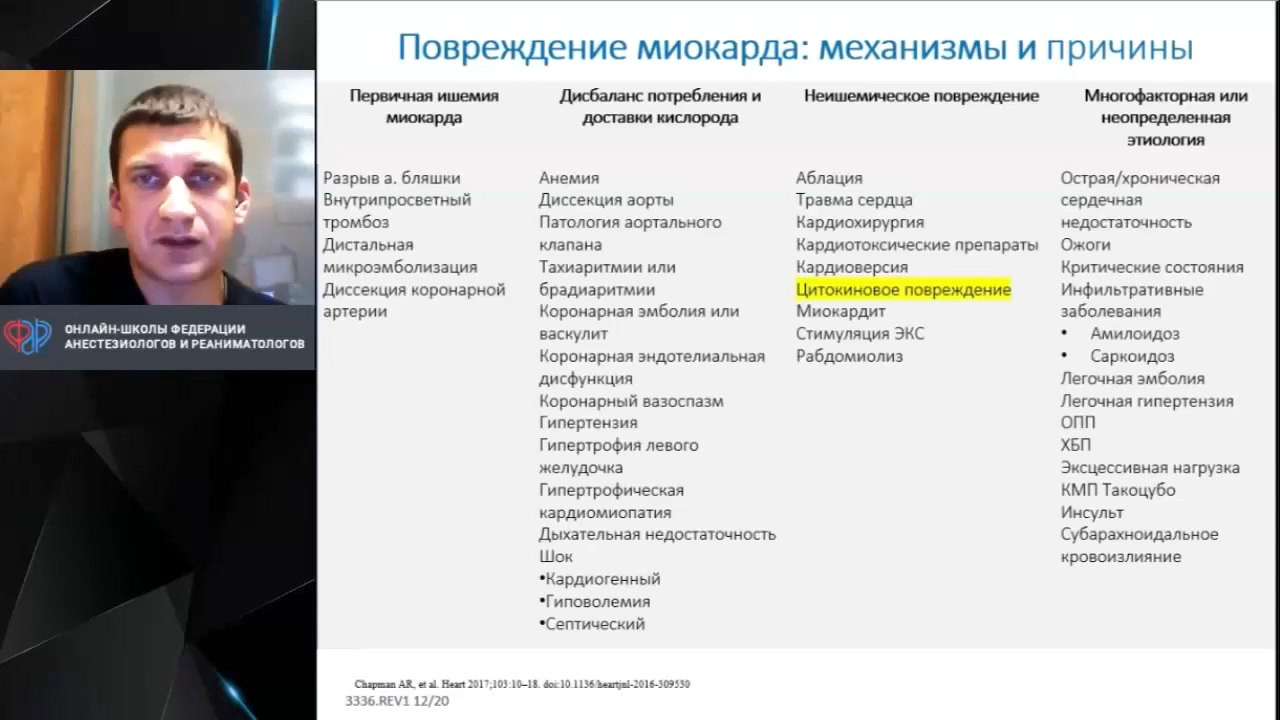 Повреждение миокарда: механизмы и причины
Первичная ишемия
миокарда
Разрыв а. бляшки
Внутрипросветный
тромбоз
Дистальная
микроэмболизация
Диссекция коронарной
артерии
Дисбаланс потребления и
доставки кислорода
Анемия
Диссекция аорты
Патология аортального
клапана
Тахиаритмии или
брадиаритмии
Коронарная эмболия или
васкулит
Коронарная эндотелиальная
дисфункция
Коронарный вазоспазм
Гипертензия
Гипертрофия левого
желудочка
Гипертрофическая
кардиомиопатия
Дыхательная недостаточность
Шок
•Кардиогенный
•Гиповолемия
•Септический
Неишемическое повреждение
Аблация
Травма сердца
Кардиохирургия
Кардиотоксические препараты
Кардиоверсия
Цитокиновое повреждение
Миокардит
Стимуляция ЭКС
Рабдомиолиз
Многофакторная или
неопределенная
этиология
Острая/хроническая
сердечная
недостаточность
Ожоги
Критические состояния
Инфильтративные
заболевания
• Амилоидоз
• Саркоидоз
Легочная эмболия
Легочная гипертензия
ОПП
ХБП
Эксцессивная нагрузка
КМП Такоцубо
Инсульт
Субарахноидальное
кровоизлияние
ОНЛАЙН-ШКОЛЫ ФЕДЕРАЦИИ
АНЕСТЕЗИОЛОГОВ И РЕАНИМАТОЛОГОВ
Chapman AR, et al. Heart 2017;103:10–18. doi:10.1136/heartjnl-2016-309530
3336.REV1 12/20